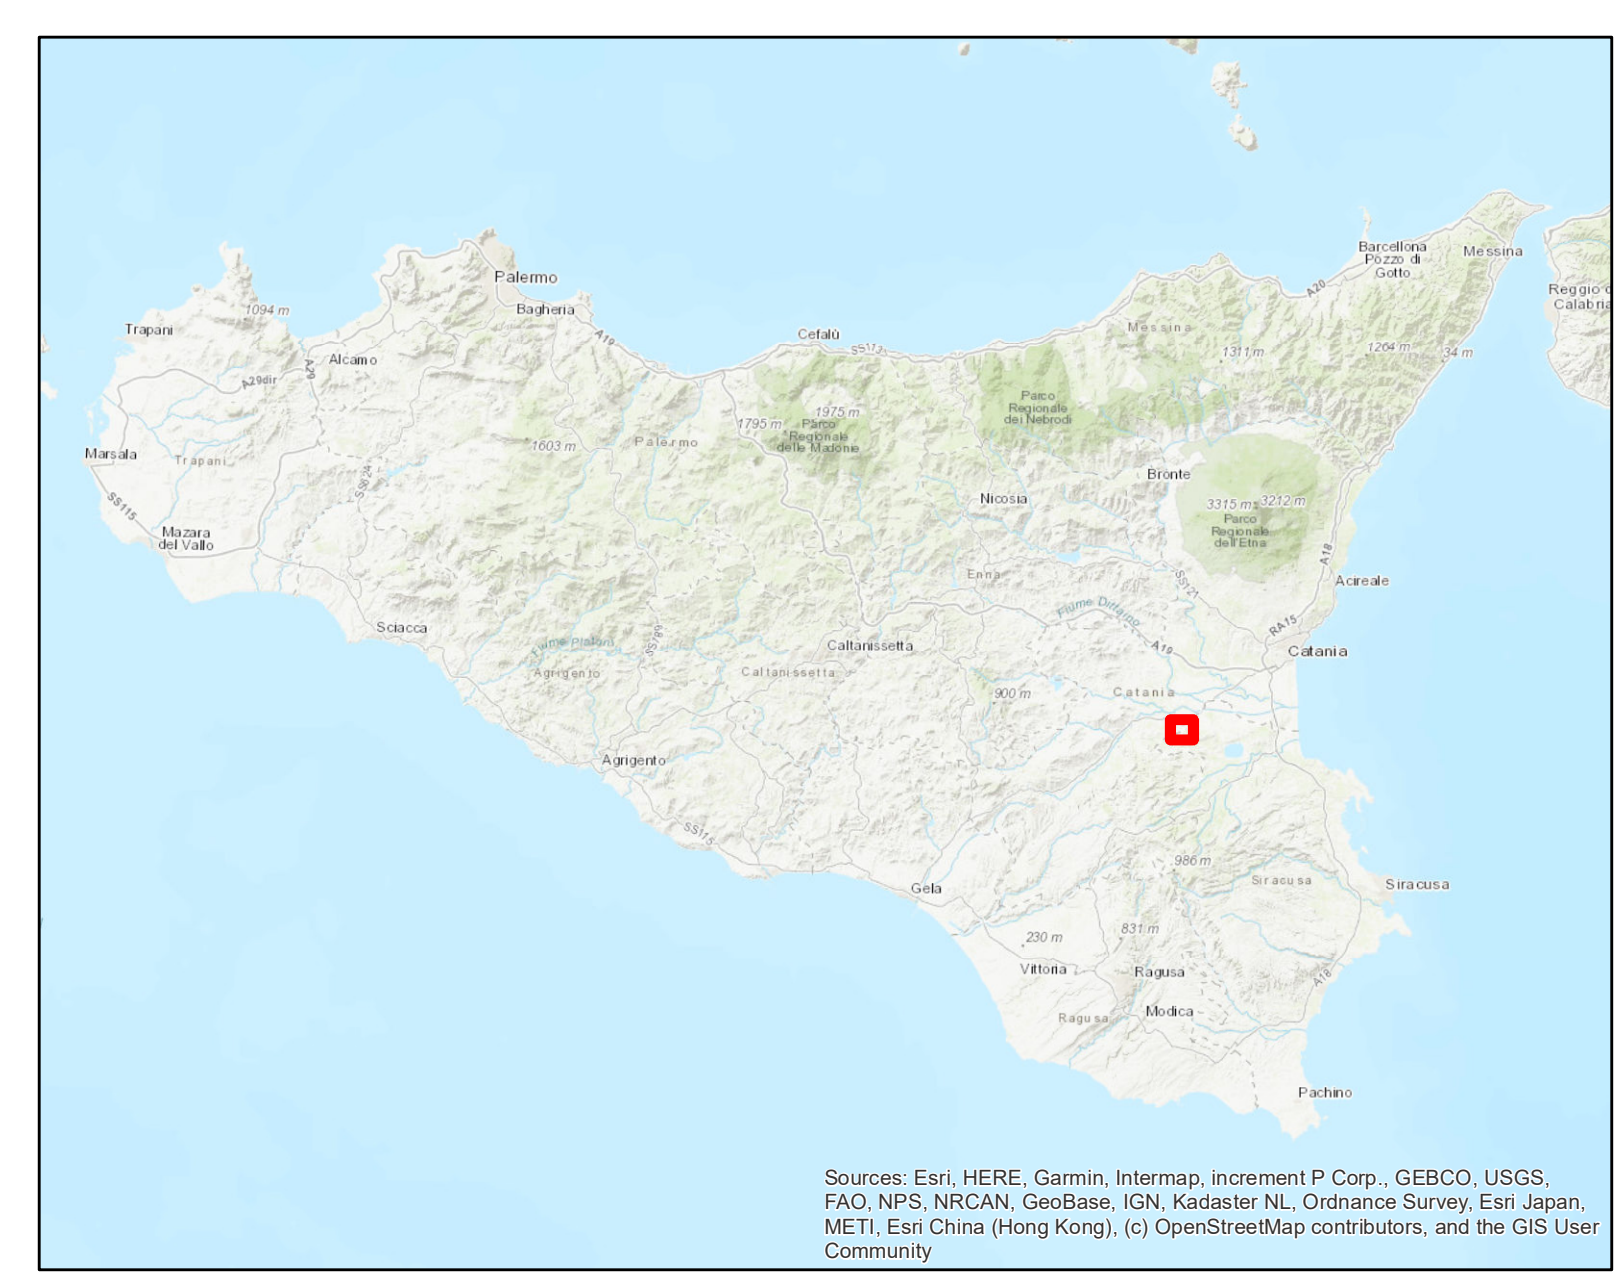 Palermo
Bagheria
1094 m
Trapani
Alcamo
A29
A29dir
A19
Cefalù
SS113
Messina
Barcellona
Pozzo di
Gotto
Messina
A20
Reggio d
Calabria
1311 m
1264 m
34 m
Parco
Regionale
dei Nebrodi
1795 m
1975 m
Parco
Regionale
delle Madonie
1603 m
Palermo
Marsala
Trapani
SS624
SS115
Mazara
del Vallo
Nicosia
Bronte
3315 m
3212 m
Parco
Regionale
dell'Etna
A18
Acireale
Enna
SS121
Fiume Dittaino
RA15
A19
Catania
Sciacca
Fiume Platani
SS189
Agrigento
Caltanissetta
Caltanissetta
900 m
Catania
Agrigento
SS115
Gela
986 m
Siracusa
Siracusa
230 m
831 m
Vittoria
Ragusa
A18
Modica
Ragusa
Pachino
Sources: Esri, HERE, Garmin, Intermap, increment P Corp., GEBCO, USGS,
FAO, NPS, NRCAN, GeoBase, IGN, Kadaster NL, Ordnance Survey, Esri Japan,
METI, Esri China (Hong Kong), (c) OpenStreetMap contributors, and the GIS User
Community